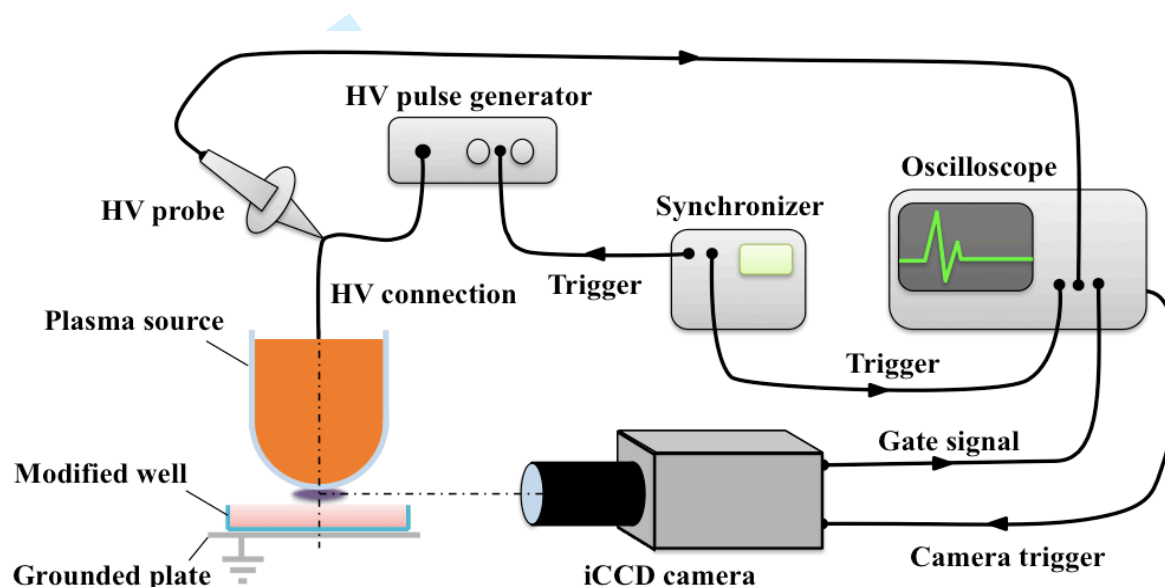 HV pulse generator
Oscilloscope
HV probe
Synchronizer
Trigger
HV connection
Plasma source
Trigger
Gate signal
Modified well
Camera trigger
Grounded plate
iCCD camera